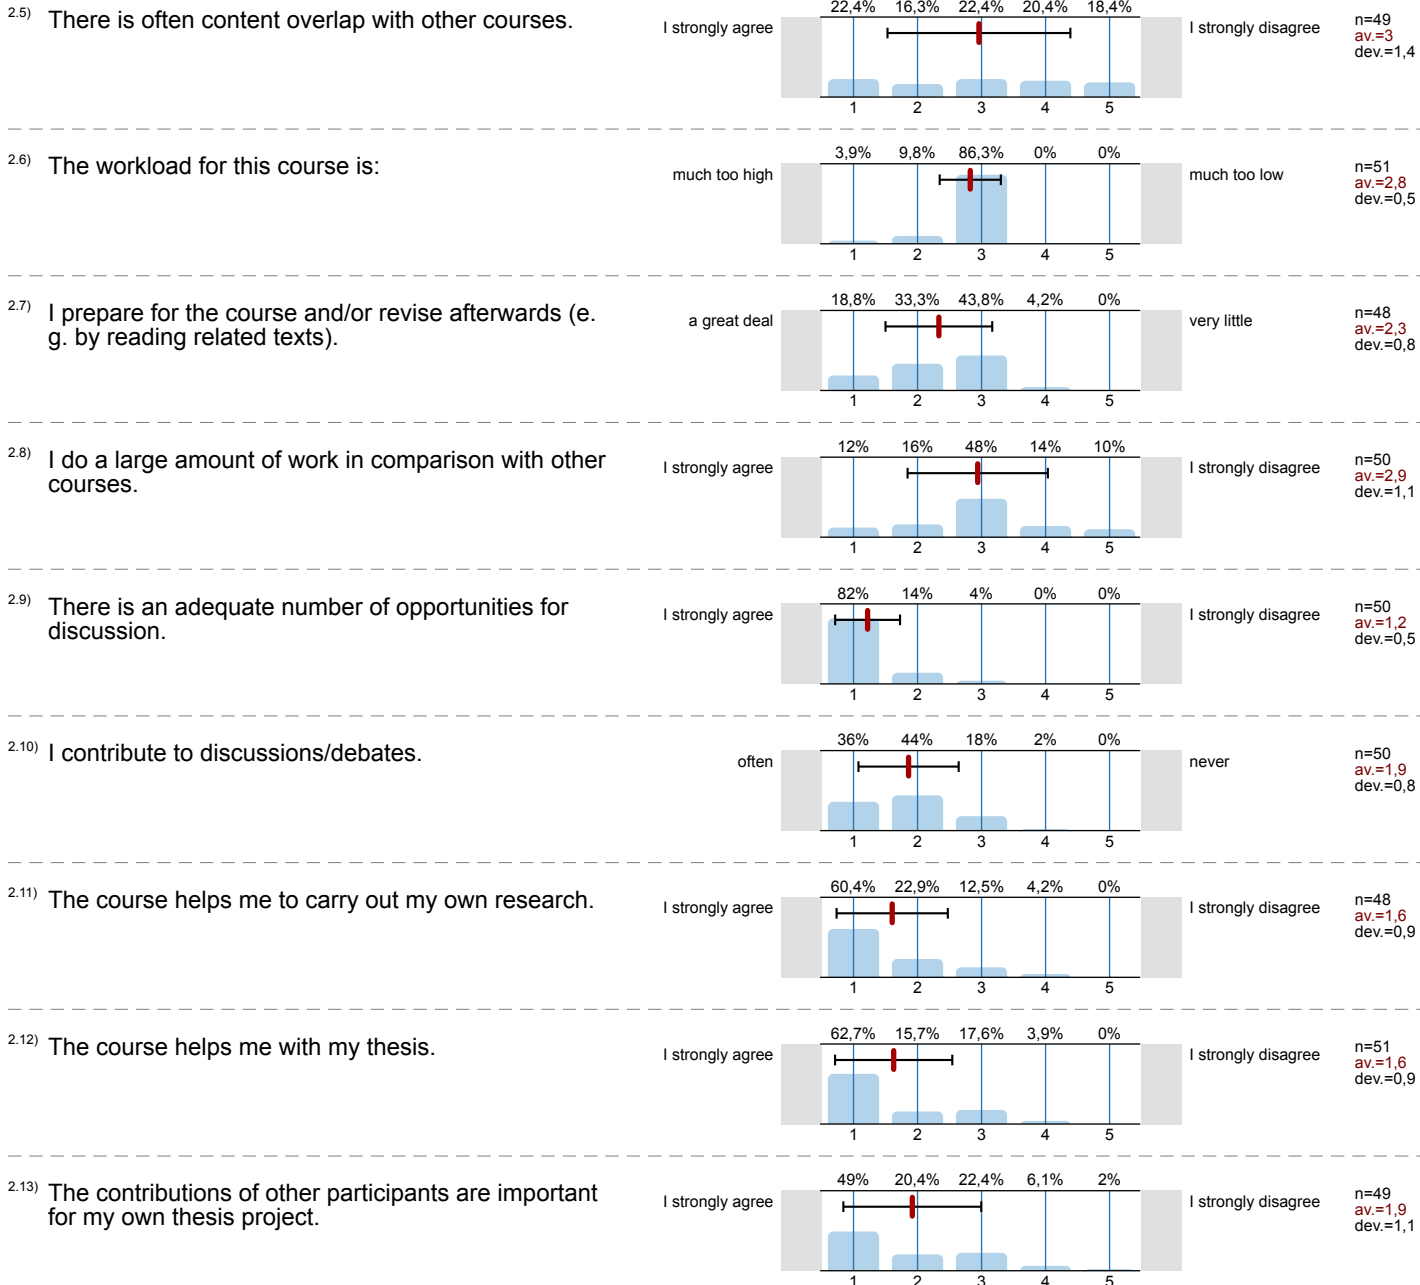 2.5) There is often content overlap with other courses.
I strongly agree
22,4% 16,3% 22,4% 20,4% 18,4%
1 2 3 4 5
I strongly disagree
n=49
av.=3
dev.=1,4
2.6) The workload for this course is:
much too high
3,9% 9,8% 86,3% 0% 0%
1 2 3 4 5
much too low
n=51
av.=2,8
dev.=0,5
2.7) I prepare for the course and/or revise afterwards (e.
g. by reading related texts).
a great deal
18,8% 33,3% 43,8% 4,2% 0%
1 2 3 4 5
very little
n=48
av.=2,3
dev.=0,8
2.8) I do a large amount of work in comparison with other
courses.
I strongly agree
12% 16% 48% 14% 10%
1 2 3 4 5
I strongly disagree
n=50
av.=2,9
dev.=1,1
2.9) There is an adequate number of opportunities for
discussion.
I strongly agree
82% 14% 4% 0% 0%
1 2 3 4 5
I strongly disagree
n=50
av.=1,2
dev.=0,5
2.10) I contribute to discussions/debates.
often
36% 44% 18% 2% 0%
1 2 3 4 5
never
n=50
av.=1,9
dev.=0,8
2.11) The course helps me to carry out my own research.
I strongly agree
60,4% 22,9% 12,5% 4,2% 0%
1 2 3 4 5
I strongly disagree
n=48
av.=1,6
dev.=0,9
2.12) The course helps me with my thesis.
I strongly agree
62,7% 15,7% 17,6% 3,9% 0%
1 2 3 4 5
I strongly disagree
n=51
av.=1,6
dev.=0,9
2.13) The contributions of other participants are important
for my own thesis project.
I strongly agree
49% 20,4% 22,4% 6,1% 2%
1 2 3 4 5
I strongly disagree
n=49
av.=1,9
dev.=1,1